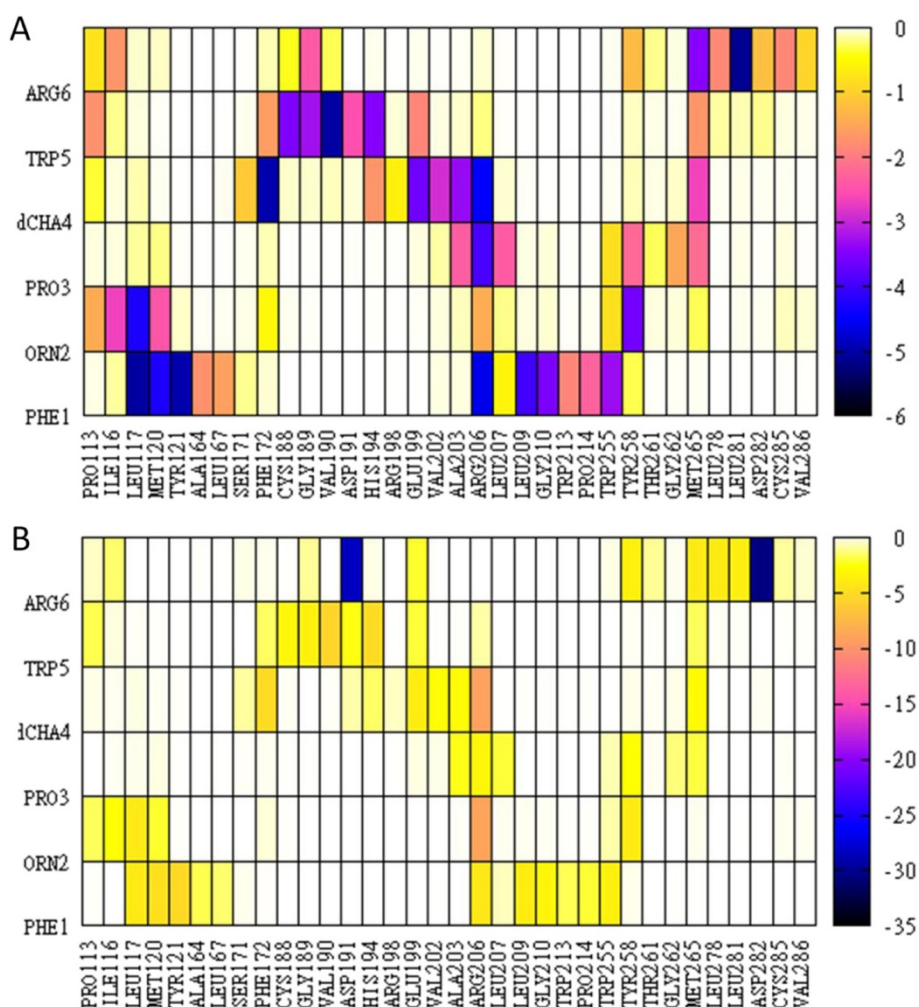 A
ARG6
TRP5
dCHA4
PRO3
ORN2
PHE1
0
-1
-2
-3
-4
-5
-6
PRO113
ILE116
LEU117
MET120
TYR121
ALA164
LEU167
SER171
PHE172
CYS188
GLY189
VAL190
ASP191
HIS194
ARG198
GLU199
VAL202
ALA203
ARG206
LEU207
LEU209
GLY210
TRP213
PRO214
TRP255
TYR258
THR261
GLY262
MET265
LEU278
LEU281
ASP282
CYS285
VAL286
B
ARG6
TRP5
dCHA4
PRO3
ORN2
PHE1
0
-5
-10
-15
-20
-25
-30
-35
PRO113
ILE116
LEU117
MET120
TYR121
ALA164
LEU167
SER171
PHE172
CYS188
GLY189
VAL190
ASP191
HIS194
ARG198
GLU199
VAL202
ALA203
ARG206
LEU207
LEU209
GLY210
TRP213
PRO214
TRP255
TYR258
THR261
GLY262
MET265
LEU278
LEU281
ASP282
CYS285
VAL286